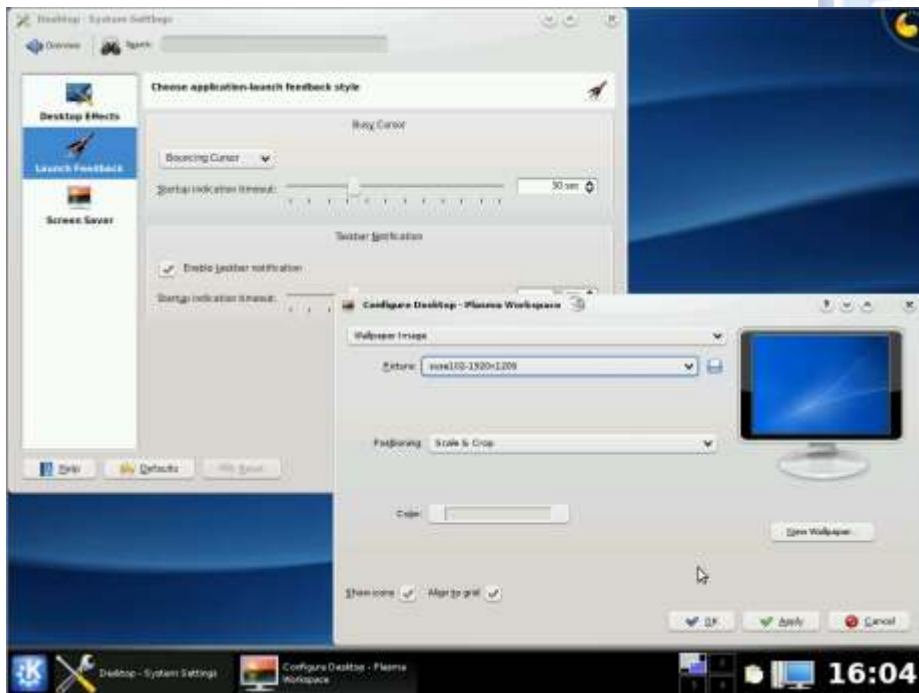 Desktop - System Settings
Overview
Search:
Choose application-launch feedback style
Desktop Effects
Launch Feedback
Screen Saver
Busy Cursor
Bouncing Cursor
Startup indication timeout:
30 sec
Taskbar Notification
Enable taskbar notification
Startup indication timeout:
Help
Defaults
Reset
Configure Desktop - Plasma Workspace
Wallpaper Image
Picture:
Positioning:
Scale & Crop
Color:
New Wallpaper...
Show icons
Align to grid
OK
Apply
Cancel
Desktop - System Settings
Configure Desktop - Plasma
Workspace
16:04